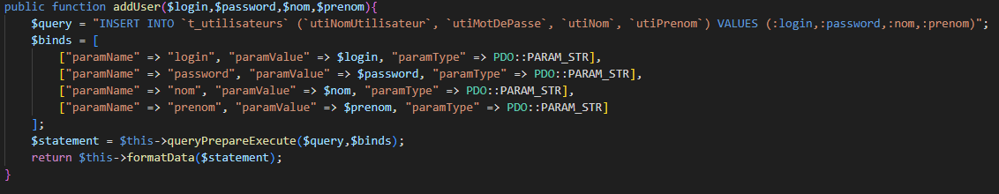 public function addUser($login,$password,$nom,$prenom){
    $query = "INSERT INTO `t_utilisateurs` (`utiNomUtilisateur`, `utiMotDePasse`, `utiNom`, `utiPrenom`) VALUES (:login,:password,:nom,:prenom)";
    $binds = [
        ["paramName" => "login", "paramValue" => $login, "paramType" => PDO::PARAM_STR],
        ["paramName" => "password", "paramValue" => $password, "paramType" => PDO::PARAM_STR],
        ["paramName" => "nom", "paramValue" => $nom, "paramType" => PDO::PARAM_STR],
        ["paramName" => "prenom", "paramValue" => $prenom, "paramType" => PDO::PARAM_STR]
    ];
    $statement = $this->queryPrepareExecute($query,$binds);
    return $this->formatData($statement);
}